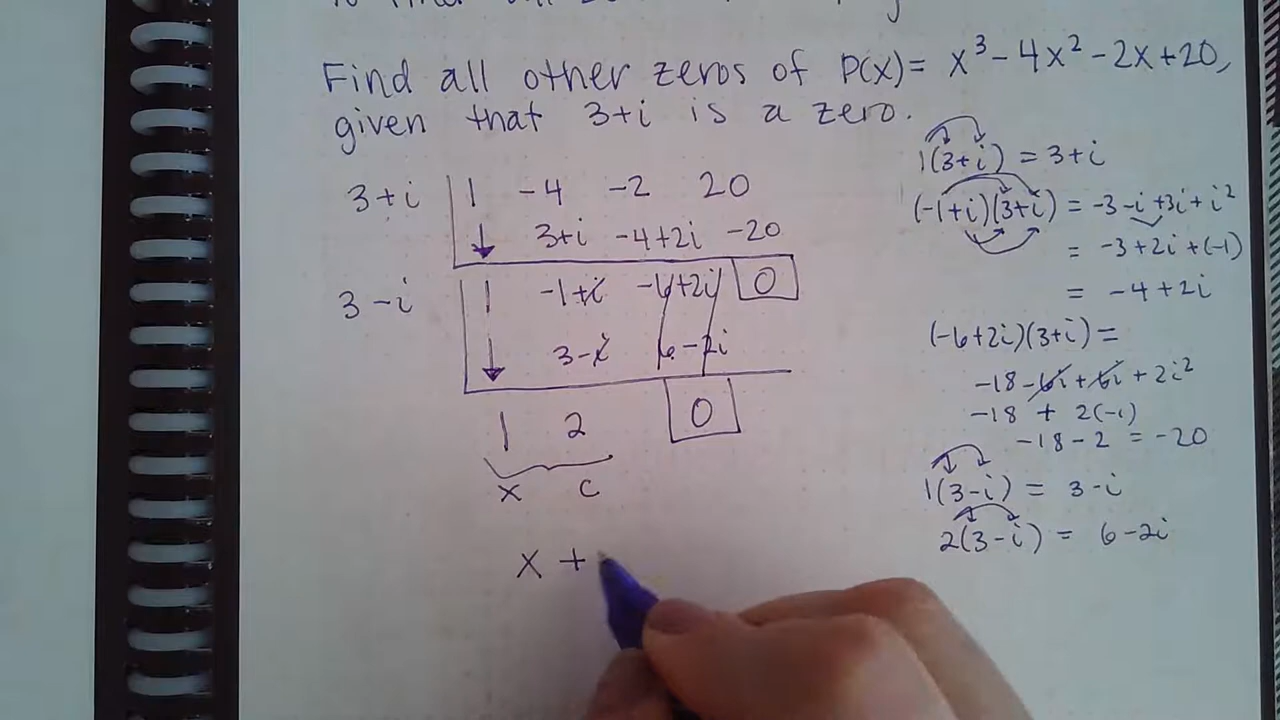 Find all other zeros of P(x) = x³ - 4x² - 2x + 20,
given that 3+i is a zero.
3+i 1 -4 -2 20
3+i -4+2i -20
3-i 1 -1+i -6+2i 0
3-i 6-2i
1 2 0
x c
x +
1(3+i) = 3+i
(-1+i)(3+i) = -3-i+3i+i²
= -3+2i+(-1)
= -4+2i
(-6+2i)(3+i) =
-18-6i+6i+2i²
-18 + 2(-1)
-18-2 = -20
1(3-i) = 3-i
2(3-i) = 6-2i